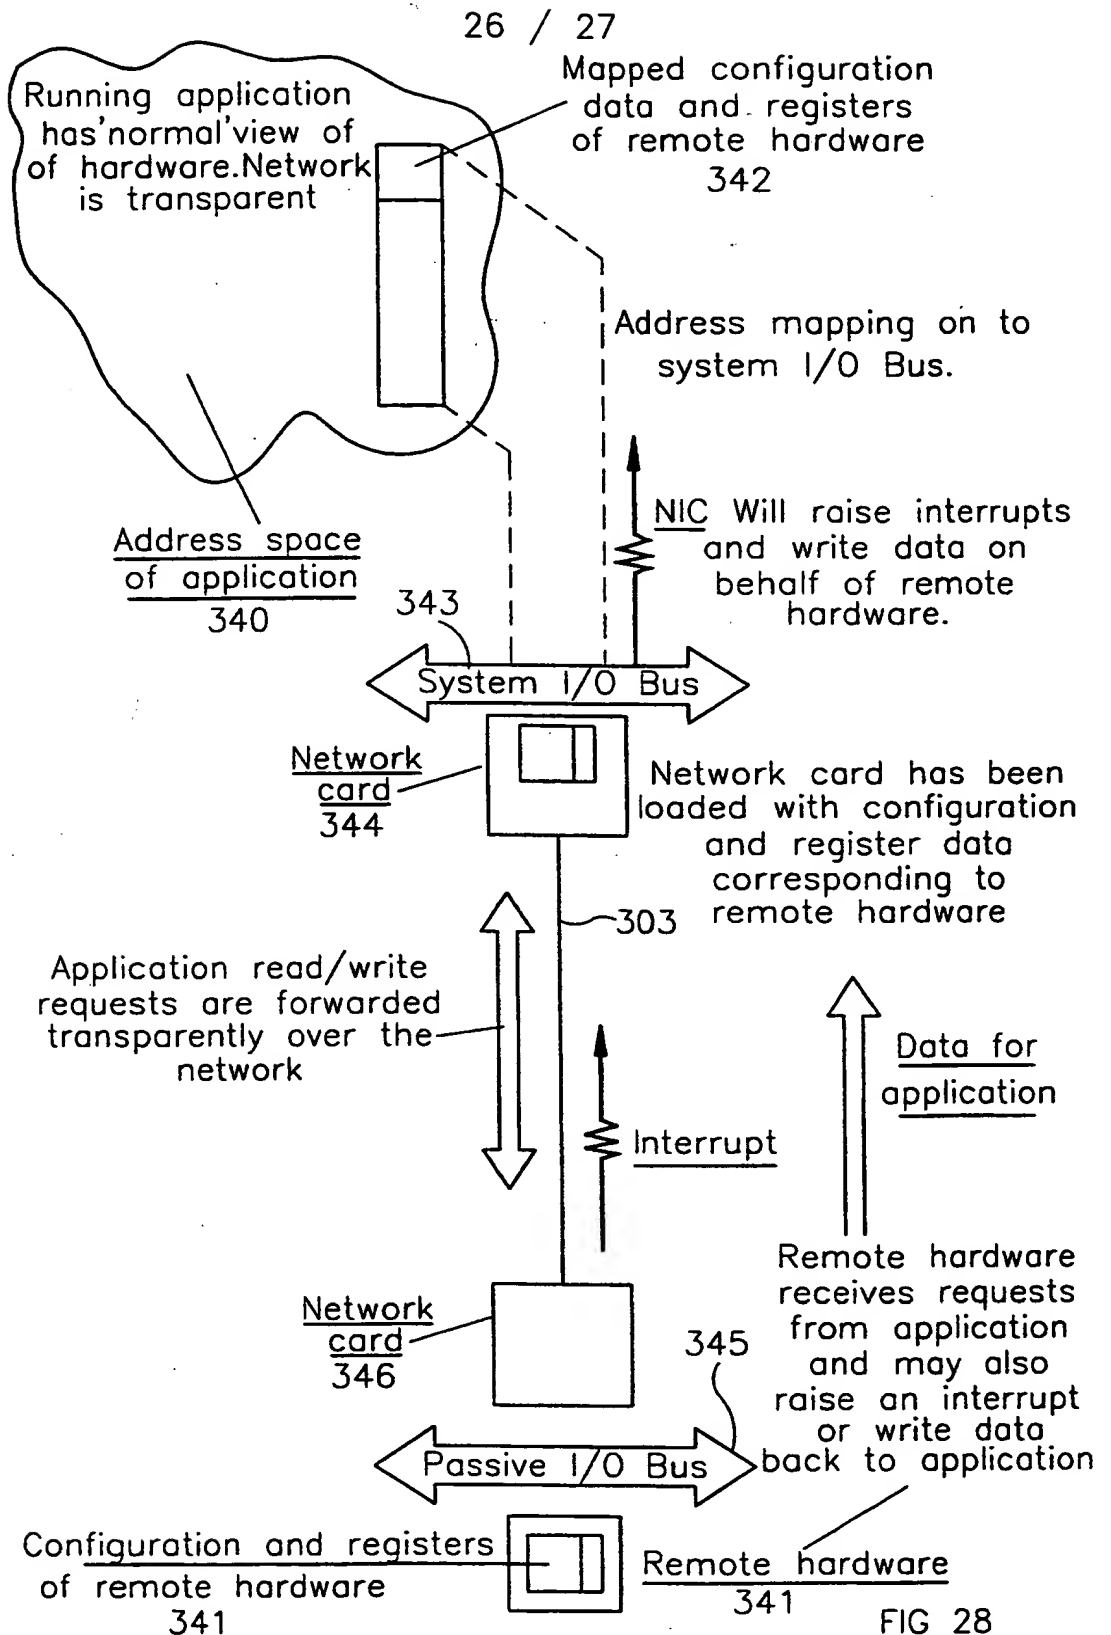 26 / 27
Running application
has'normal'view of
of hardware.Network
is transparent
Mapped configuration
data and registers
of remote hardware
342
Address mapping on to
system I/O Bus.
NIC Will raise interrupts
and write data on
behalf of remote
hardware.
Address space
of application
340
343
System I/O Bus
Network
card
344
Network card has been
loaded with configuration
and register data
corresponding to
remote hardware
303
Application read/write
requests are forwarded
transparently over the
network
Data for
application
Interrupt
Network
card
346
345
Remote hardware
receives requests
from application
and may also
raise an interrupt
or write data
back to application
Passive I/O Bus
Configuration and registers
of remote hardware
341
Remote hardware
341
FIG 28